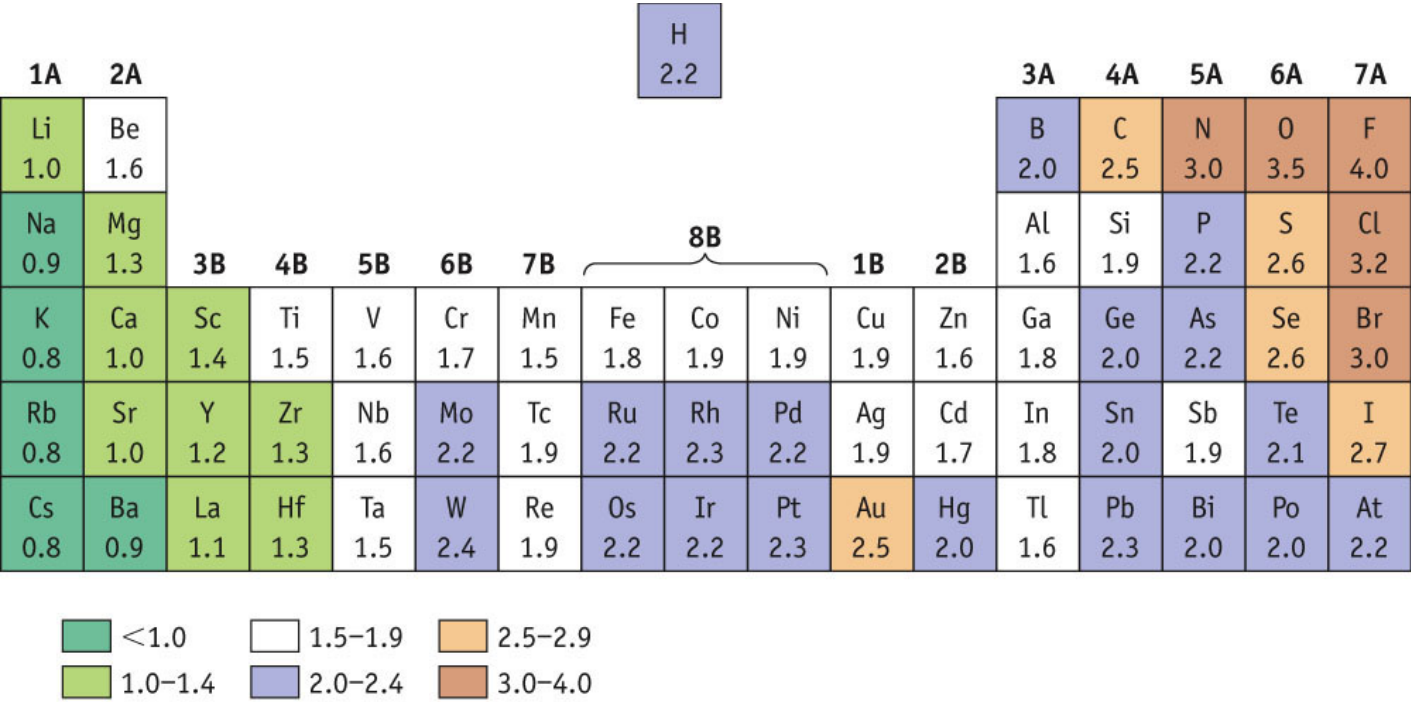 H
2.2
1A 2A 3A 4A 5A 6A 7A
Li Be B C N O F
1.0 1.6 2.0 2.5 3.0 3.5 4.0
Na Mg Al Si P S Cl
0.9 1.3 1.6 1.9 2.2 2.6 3.2
3B 4B 5B 6B 7B 8B 1B 2B
K Ca Sc Ti V Cr Mn Fe Co Ni Cu Zn Ga Ge As Se Br
0.8 1.0 1.4 1.5 1.6 1.7 1.5 1.8 1.9 1.9 1.9 1.6 1.8 2.0 2.2 2.6 3.0
Rb Sr Y Zr Nb Mo Tc Ru Rh Pd Ag Cd In Sn Sb Te I
0.8 1.0 1.2 1.3 1.6 2.2 1.9 2.2 2.3 2.2 1.9 1.7 1.8 2.0 1.9 2.1 2.7
Cs Ba La Hf Ta W Re Os Ir Pt Au Hg Tl Pb Bi Po At
0.8 0.9 1.1 1.3 1.5 2.4 1.9 2.2 2.2 2.3 2.5 2.0 1.6 2.3 2.0 2.0 2.2
<1.0 1.5–1.9 2.5–2.9
1.0–1.4 2.0–2.4 3.0–4.0